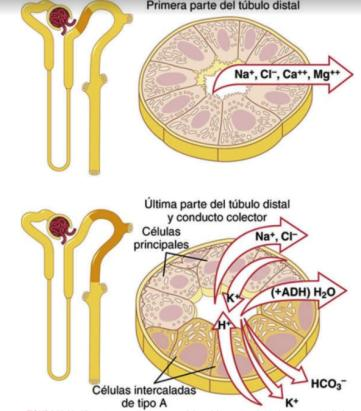 Primera parte del túbulo distal
Na⁺, Cl⁻, Ca⁺⁺, Mg⁺⁺
Última parte del túbulo distal
y conducto colector
Células
principales
Na⁺, Cl⁻
K⁺
(+ADH) H₂O
H⁺
HCO₃⁻
K⁺
Células intercaladas
de tipo A